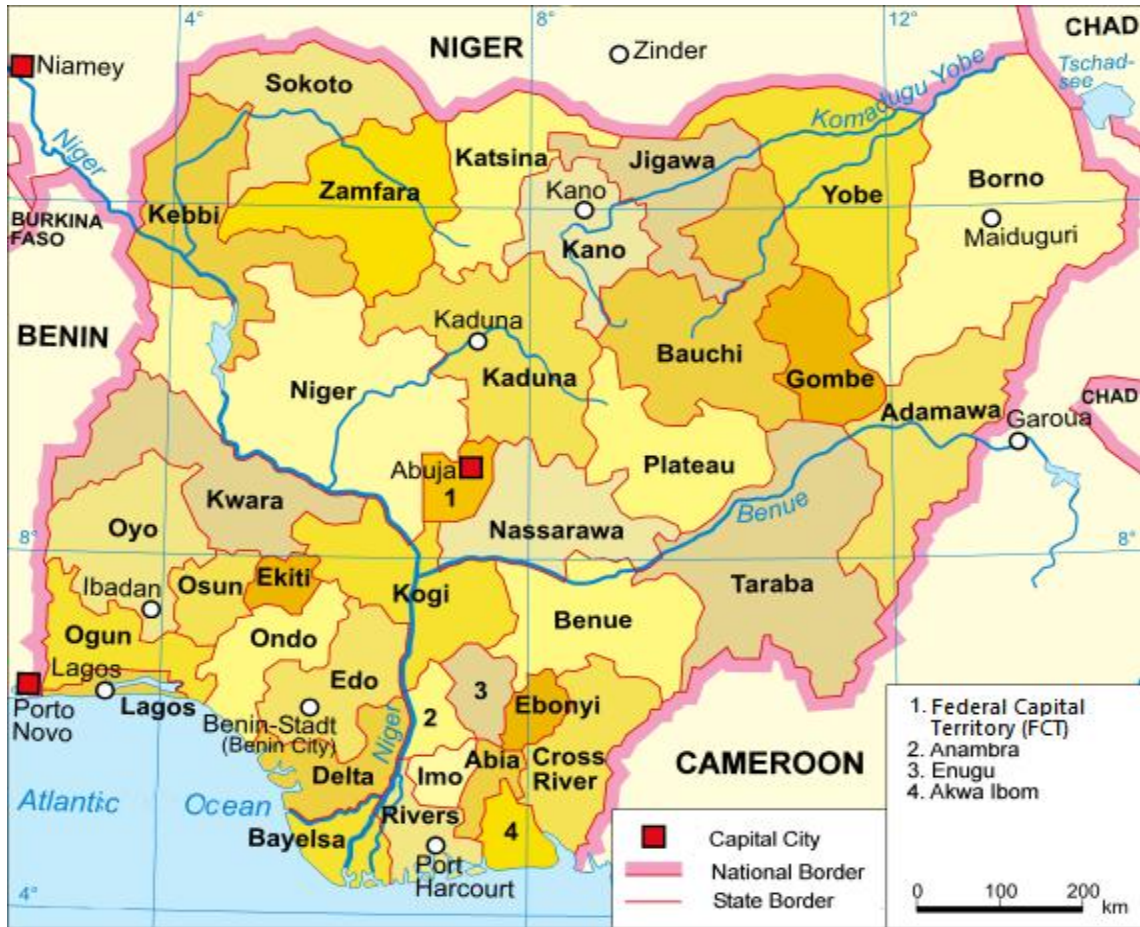 4°
8°
12°
CHAD
NIGER
Zinder
Niamey
Sokoto
Tschad-
see
Komadugu Yobe
Niger
Katsina
Jigawa
Zamfara
Kano
Yobe
Borno
BURKINA
FASO
Kebbi
Kano
Maiduguri
BENIN
Kaduna
Bauchi
Niger
Kaduna
Gombe
CHAD
Adamawa
Garoua
Abuja
1
Plateau
Kwara
Benue
Oyo
Nassarawa
8°
8°
Ibadan
Osun
Ekiti
Kogi
Taraba
Benue
Ogun
Ondo
Lagos
Edo
3
Ebonyi
Porto
Novo
Lagos
Benin-Stadt
(Benin City)
Niger
2
Abia
Cross
River
CAMEROON
Imo
Delta
Atlantic Ocean
Rivers
4
Bayelsa
Port
Harcourt
4°
Capital City
National Border
State Border
1. Federal Capital
Territory (FCT)
2. Anambra
3. Enugu
4. Akwa Ibom
0 100 200
km